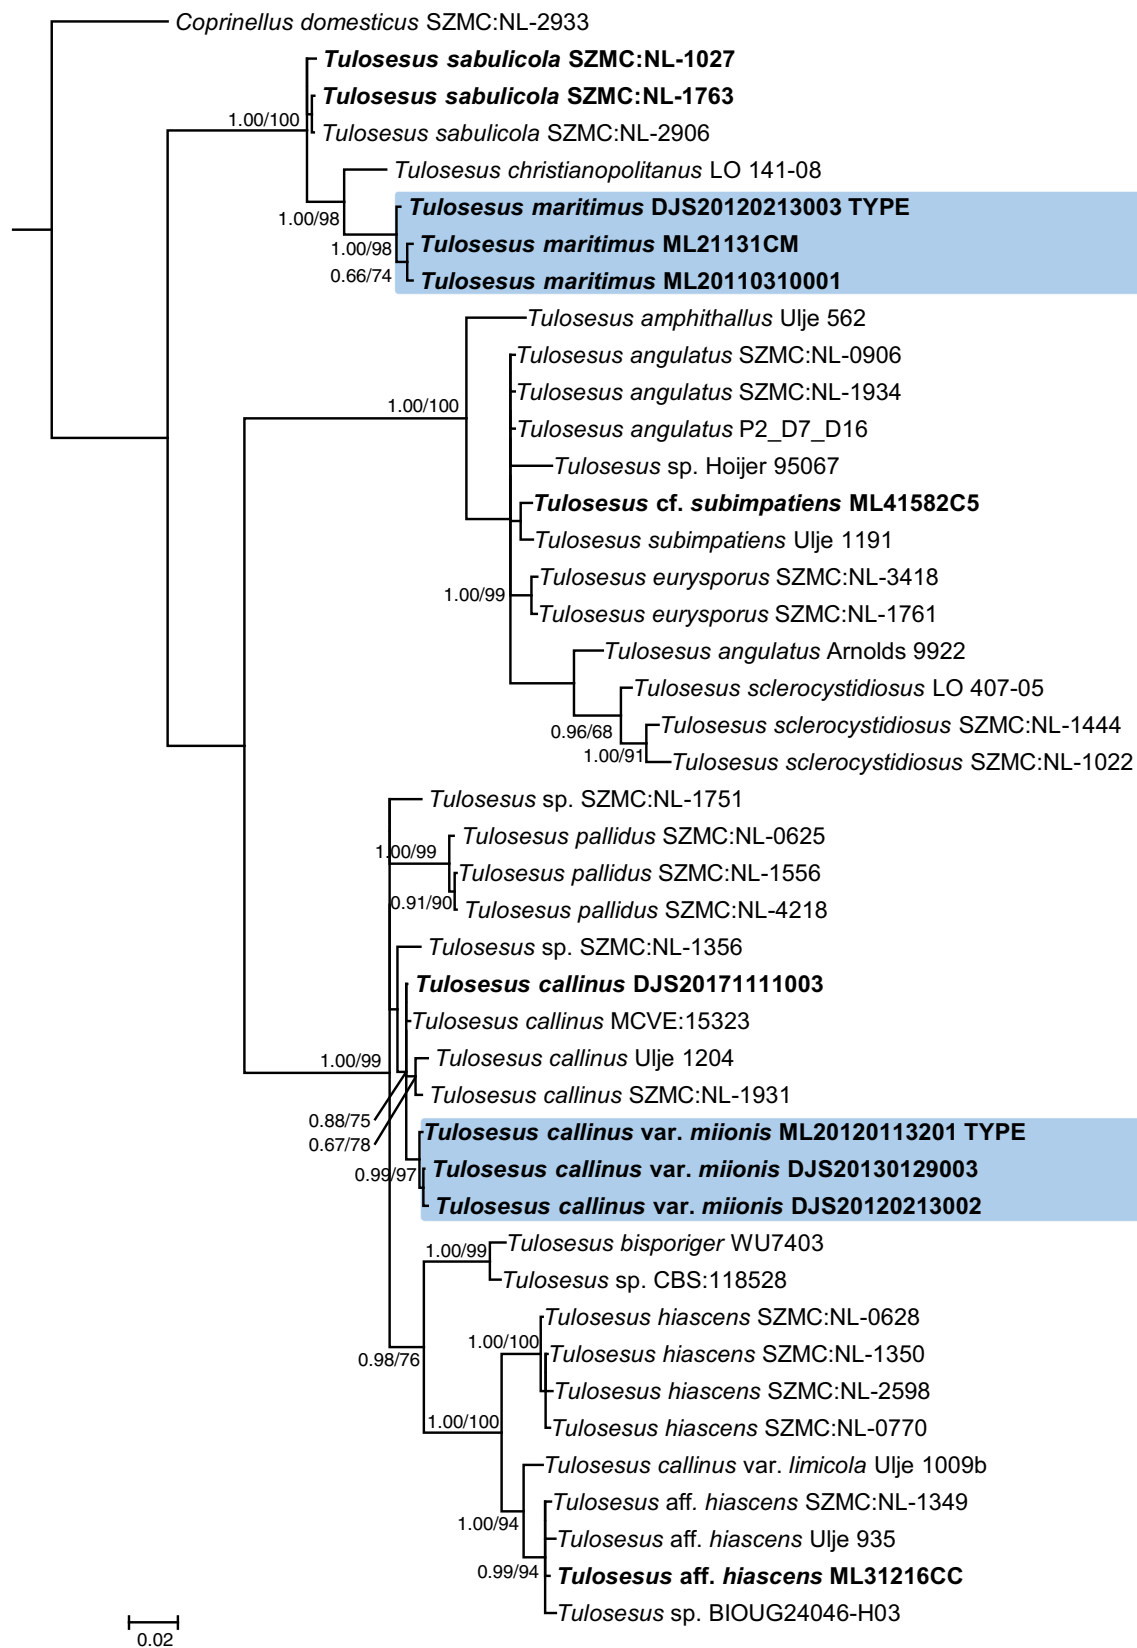 Coprinellus domesticus SZMC:NL-2933
Tulosesus sabulicola SZMC:NL-1027
Tulosesus sabulicola SZMC:NL-1763
1.00/100
Tulosesus sabulicola SZMC:NL-2906
Tulosesus christianopolitanus LO 141-08
Tulosesus maritimus DJS20120213003 TYPE
1.00/98
Tulosesus maritimus ML21131CM
1.00/98
0.66/74
Tulosesus maritimus ML20110310001
Tulosesus amphithallus Ulje 562
Tulosesus angulatus SZMC:NL-0906
Tulosesus angulatus SZMC:NL-1934
1.00/100
Tulosesus angulatus P2_D7_D16
Tulosesus sp. Hoijer 95067
Tulosesus cf. subimpatiens ML41582C5
Tulosesus subimpatiens Ulje 1191
Tulosesus eurysporus SZMC:NL-3418
1.00/99
Tulosesus eurysporus SZMC:NL-1761
Tulosesus angulatus Arnolds 9922
Tulosesus sclerocystidiosus LO 407-05
Tulosesus sclerocystidiosus SZMC:NL-1444
0.96/68
1.00/91
Tulosesus sclerocystidiosus SZMC:NL-1022
Tulosesus sp. SZMC:NL-1751
Tulosesus pallidus SZMC:NL-0625
1.00/99
Tulosesus pallidus SZMC:NL-1556
0.91/90
Tulosesus pallidus SZMC:NL-4218
Tulosesus sp. SZMC:NL-1356
Tulosesus callinus DJS20171111003
Tulosesus callinus MCVE:15323
1.00/99
Tulosesus callinus Ulje 1204
Tulosesus callinus SZMC:NL-1931
0.88/75
Tulosesus callinus var. miionis ML20120113201 TYPE
0.67/78
0.99/97
Tulosesus callinus var. miionis DJS20130129003
Tulosesus callinus var. miionis DJS20120213002
Tulosesus bisporiger WU7403
1.00/99
Tulosesus sp. CBS:118528
Tulosesus hiascens SZMC:NL-0628
1.00/100
Tulosesus hiascens SZMC:NL-1350
0.98/76
Tulosesus hiascens SZMC:NL-2598
1.00/100
Tulosesus hiascens SZMC:NL-0770
Tulosesus callinus var. limicola Ulje 1009b
Tulosesus aff. hiascens SZMC:NL-1349
1.00/94
Tulosesus aff. hiascens Ulje 935
0.99/94
Tulosesus aff. hiascens ML31216CC
Tulosesus sp. BIOUG24046-H03
0.02